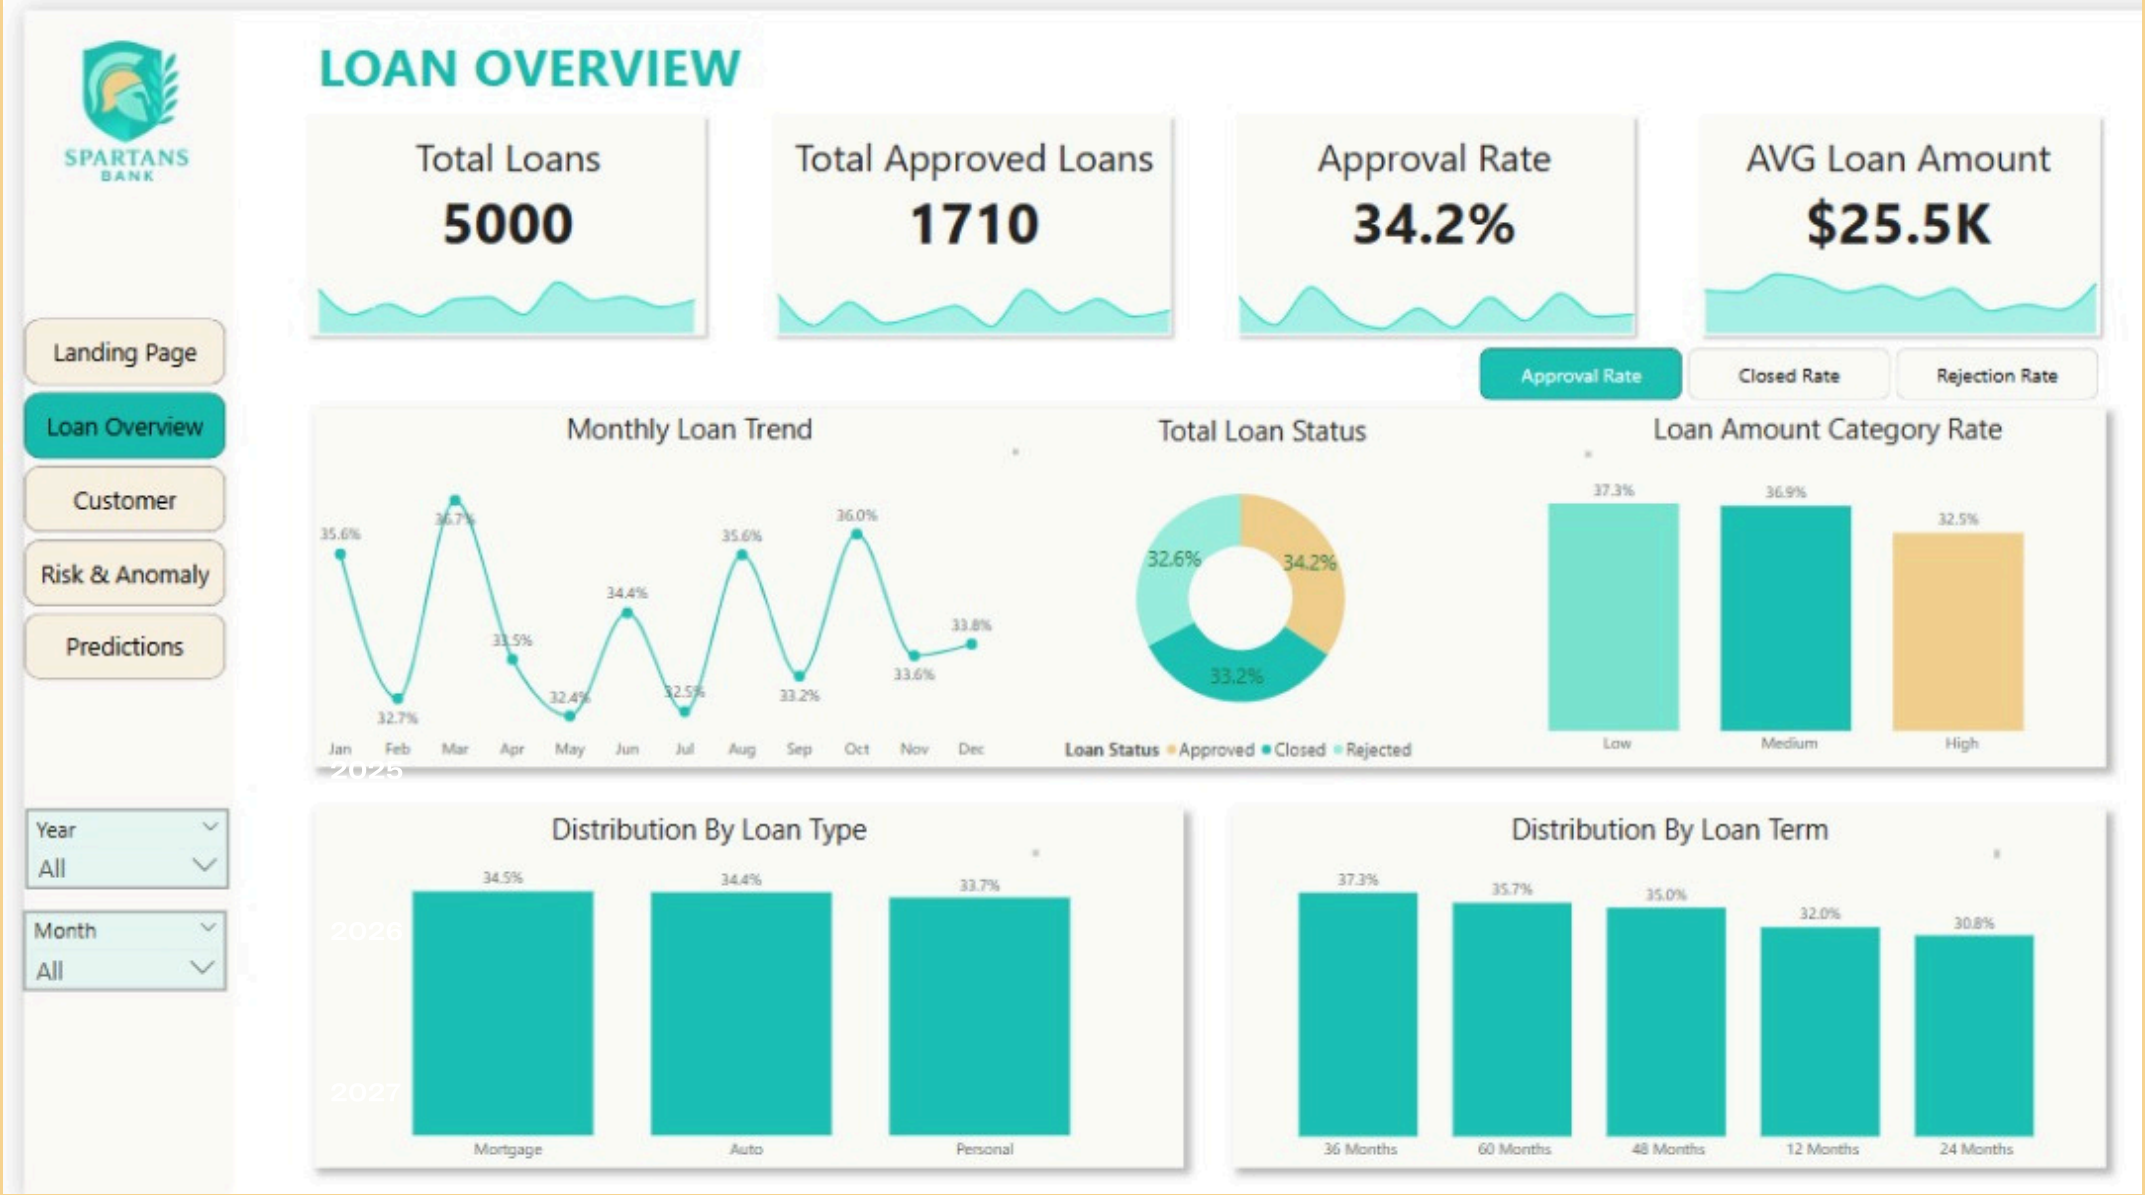 SPARTANS
BANK
LOAN OVERVIEW
Total Loans
5000
Total Approved Loans
1710
Approval Rate
34.2%
AVG Loan Amount
$25.5K
Landing Page
Loan Overview
Customer
Risk & Anomaly
Predictions
Year
All
Month
All
Approval Rate
Closed Rate
Rejection Rate
Monthly Loan Trend
35.6%
32.7%
36.7%
33.5%
32.4%
34.4%
32.5%
35.6%
33.2%
36.0%
33.6%
33.8%
Jan Feb Mar Apr May Jun Jul Aug Sep Oct Nov Dec
2025
Total Loan Status
32.6%
34.2%
33.2%
Loan Status Approved Closed Rejected
Loan Amount Category Rate
37.3%
36.9%
32.5%
Low Medium High
Distribution By Loan Type
34.5%
34.4%
33.7%
2026
2027
Mortgage Auto Personal
Distribution By Loan Term
37.3%
35.7%
35.0%
32.0%
30.8%
36 Months 60 Months 48 Months 12 Months 24 Months